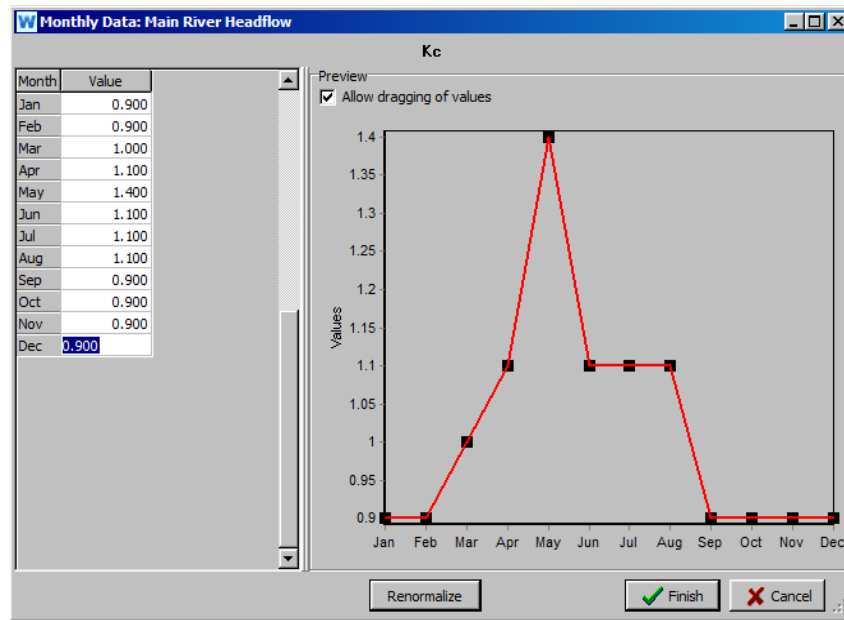 Monthly Data: Main River Headflow
Kc
Month Value
Jan 0.900
Feb 0.900
Mar 1.000
Apr 1.100
May 1.400
Jun 1.100
Jul 1.100
Aug 1.100
Sep 0.900
Oct 0.900
Nov 0.900
Dec 0.900
Preview
Allow dragging of values
1.4
1.35
1.3
1.25
1.2
1.15
1.1
1.05
1
0.95
0.9
Values
Jan Feb Mar Apr May Jun Jul Aug Sep Oct Nov Dec
Renormalize Finish Cancel